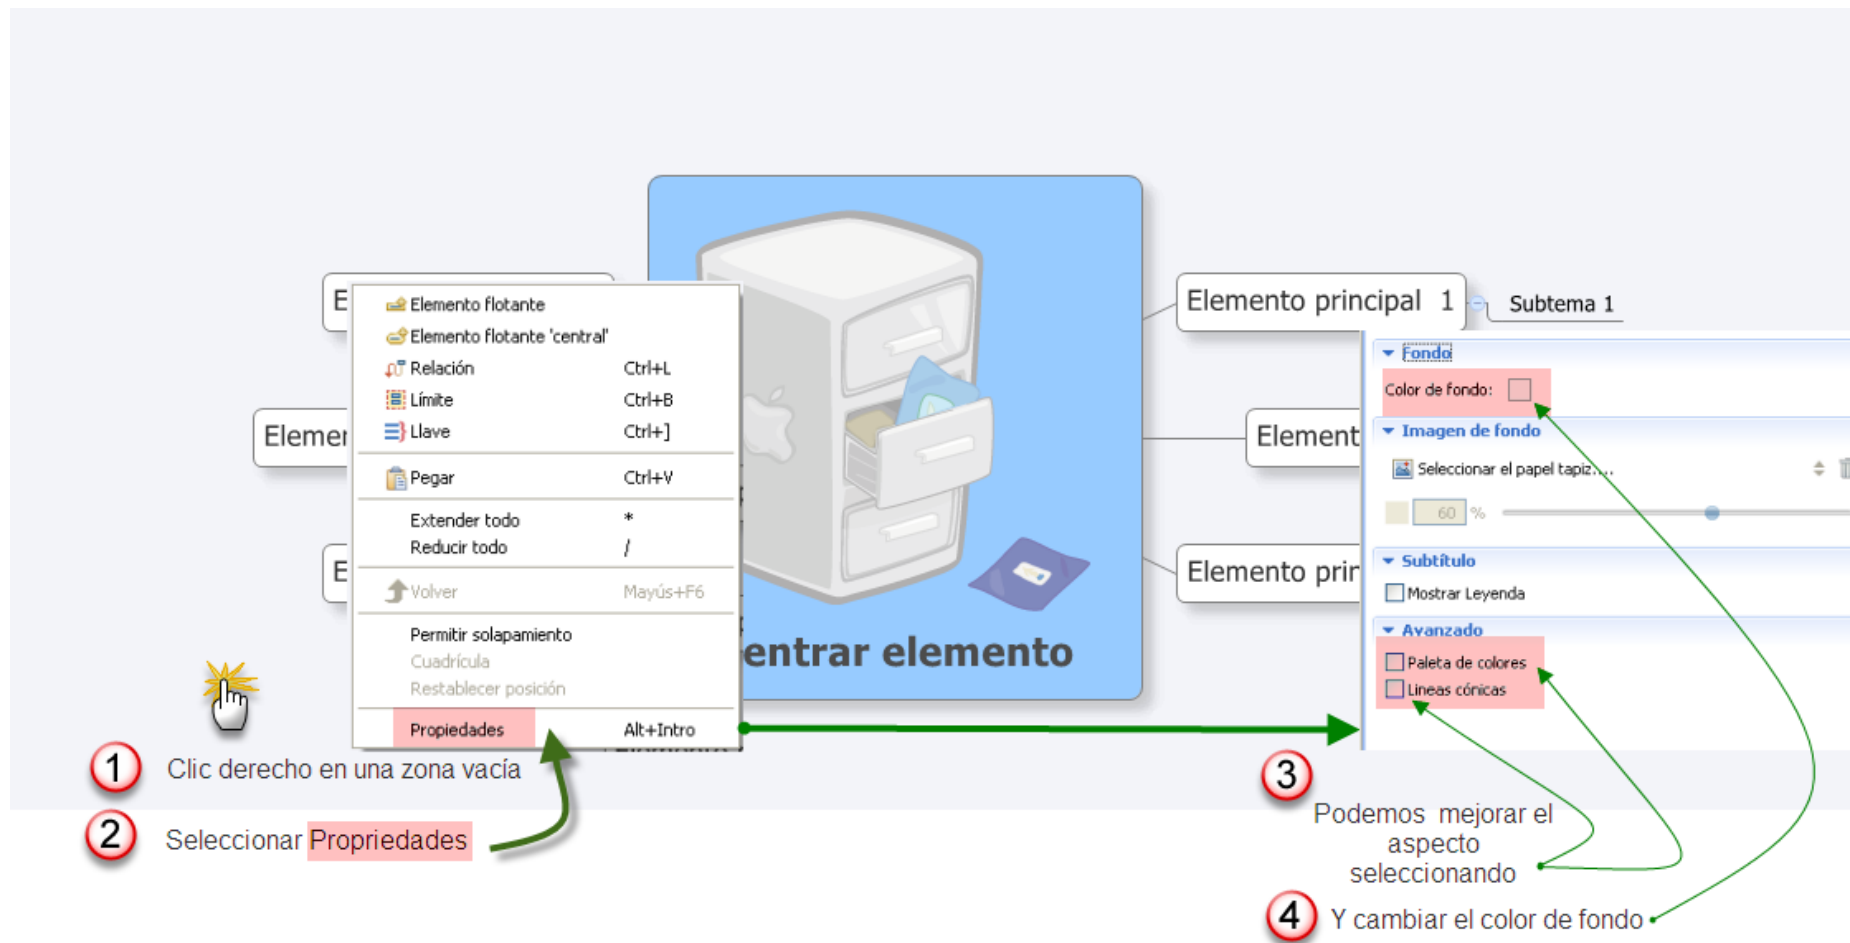 Elemento flotante
Elemento flotante 'central'
Relación Ctrl+L
Límite Ctrl+B
Llave Ctrl+]
Pegar Ctrl+V
Extender todo *
Reducir todo /
Volver Mayús+F6
Permitir solapamiento
Cuadrícula
Restablecer posición
Propiedades Alt+Intro
E
Elemen
E
entrar elemento
Elemento principal 1
Subtema 1
Element
Elemento prin
Fondo
Color de fondo:
Imagen de fondo
Seleccionar el papel tapiz....
60 %
Subtítulo
Mostrar Leyenda
Avanzado
Paleta de colores
Lineas cónicas
1 Clic derecho en una zona vacía
2 Seleccionar Propriedades
3
Podemos mejorar el
aspecto
seleccionando
4 Y cambiar el color de fondo